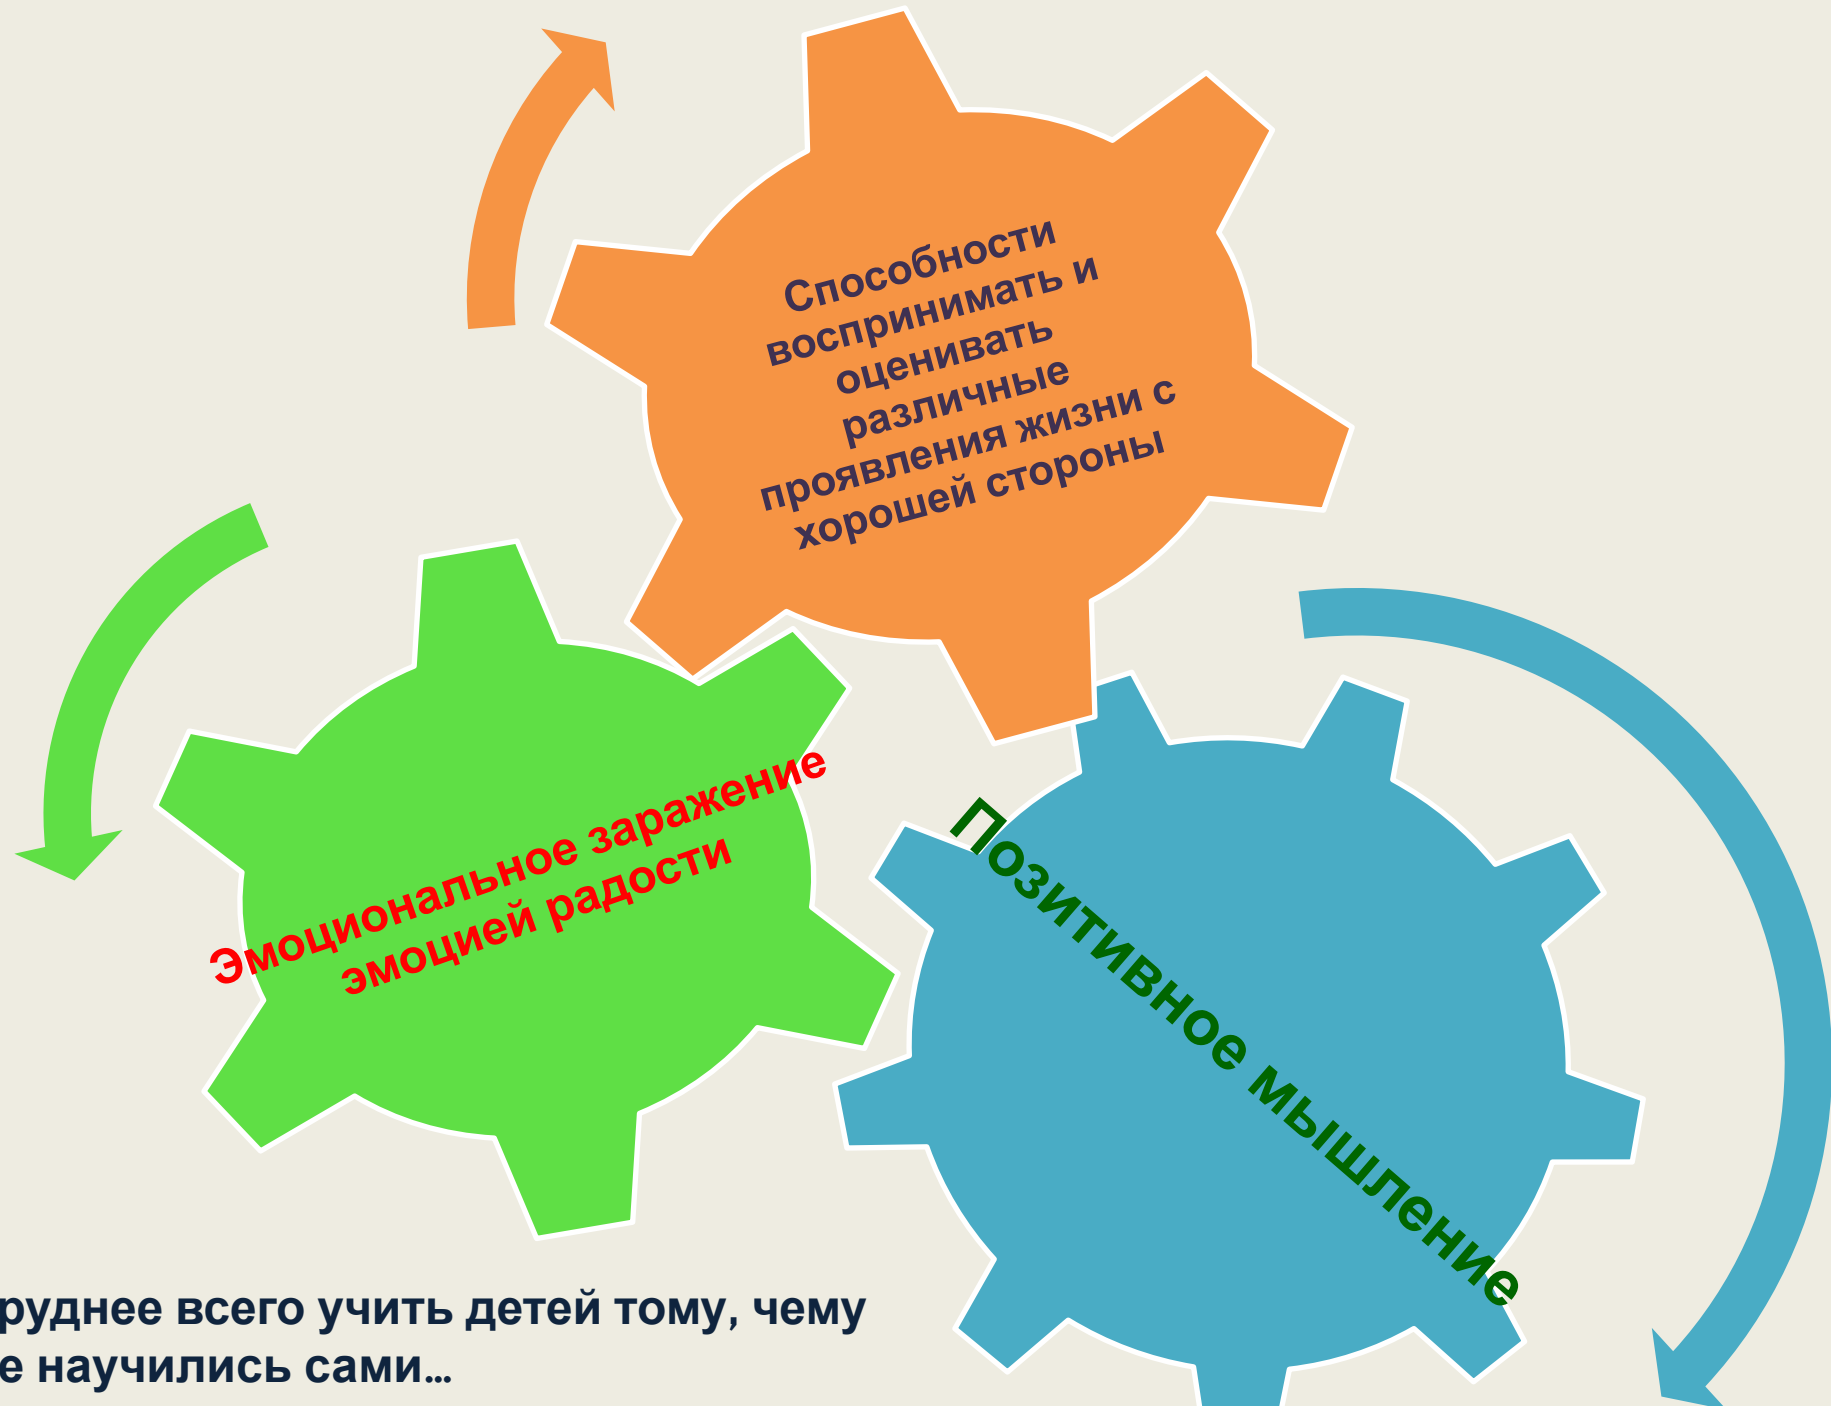 Способности
воспринимать и
оценивать
различные
проявления жизни с
хорошей стороны
Эмоциональное заражение
эмоцией радости
Позитивное мышление
руднее всего учить детей тому, чему
е научились сами…